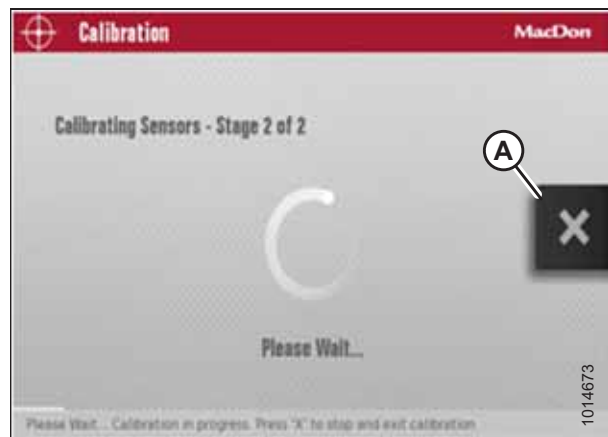 Calibration
MacDon
Calibrating Sensors - Stage 2 of 2
A
X
Please Wait...
1014673
Please Wait... Calibration in progress. Press "X" to stop and exit calibration